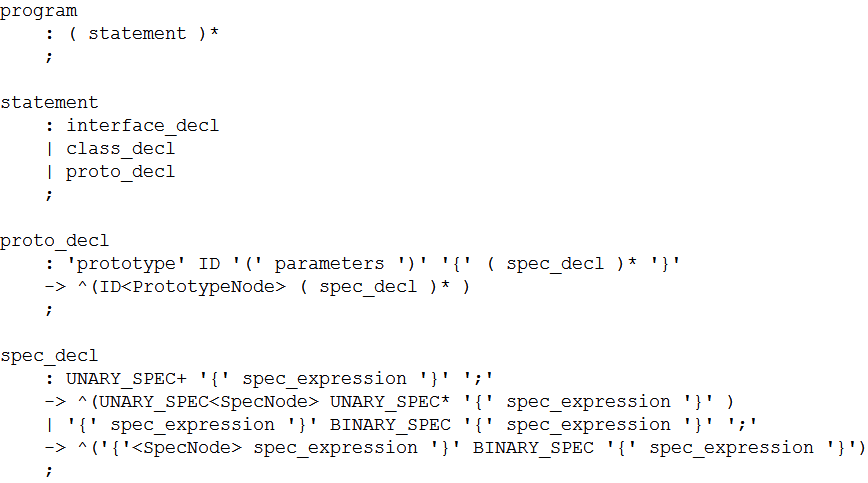 program
    : ( statement )*
    ;

statement
    : interface_decl
    | class_decl
    | proto_decl
    ;

proto_decl
    : 'prototype' ID '(' parameters ')' '{' ( spec_decl )* '}'
    -> ^(ID<PrototypeNode> ( spec_decl )* )
    ;

spec_decl
    : UNARY_SPEC+ '{' spec_expression '}' ';'
    -> ^(UNARY_SPEC<SpecNode> UNARY_SPEC* '{' spec_expression '}' )
    | '{' spec_expression '}' BINARY_SPEC '{' spec_expression '}' ';'
    -> ^('{'<SpecNode> spec_expression '}' BINARY_SPEC '{' spec_expression '}')
    ;